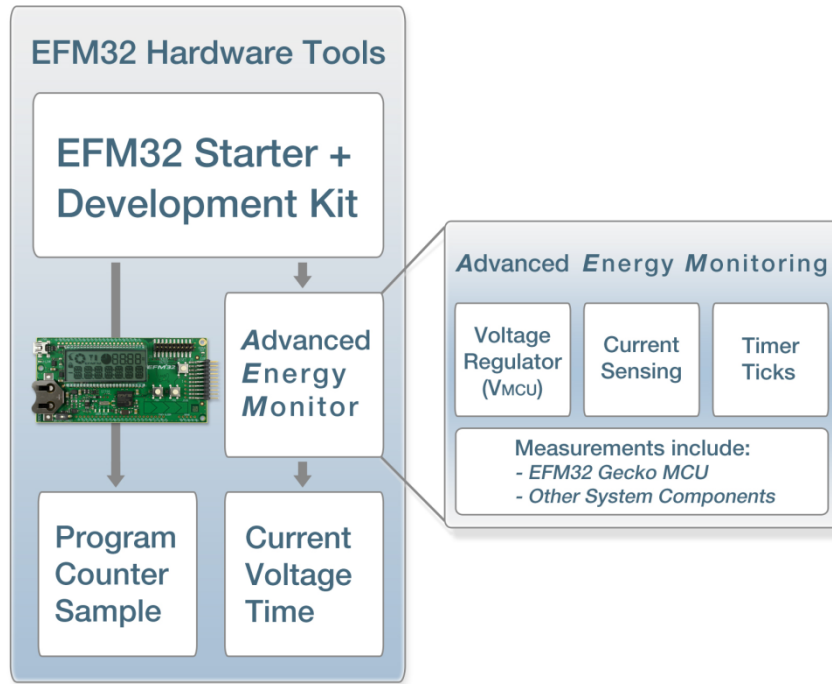 EFM32 Hardware Tools
EFM32 Starter +
Development Kit
Advanced
Energy
Monitor
EFM32
Program
Counter
Sample
Current
Voltage
Time
Advanced Energy Monitoring
Voltage
Regulator
(VMCU)
Current
Sensing
Timer
Ticks
Measurements include:
- EFM32 Gecko MCU
- Other System Components